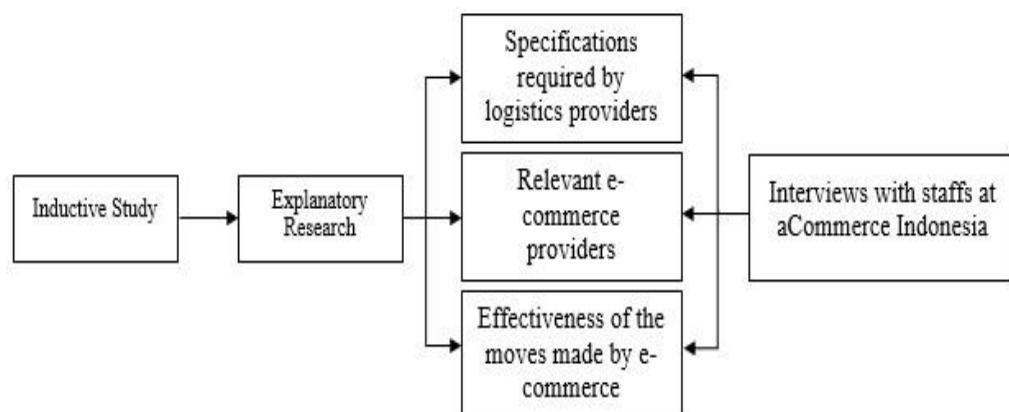 Specifications
required by
logistics providers
Inductive Study
Explanatory
Research
Relevant e-
commerce
providers
Interviews with staffs at
aCommerce Indonesia
Effectiveness of the
moves made by e-
commerce